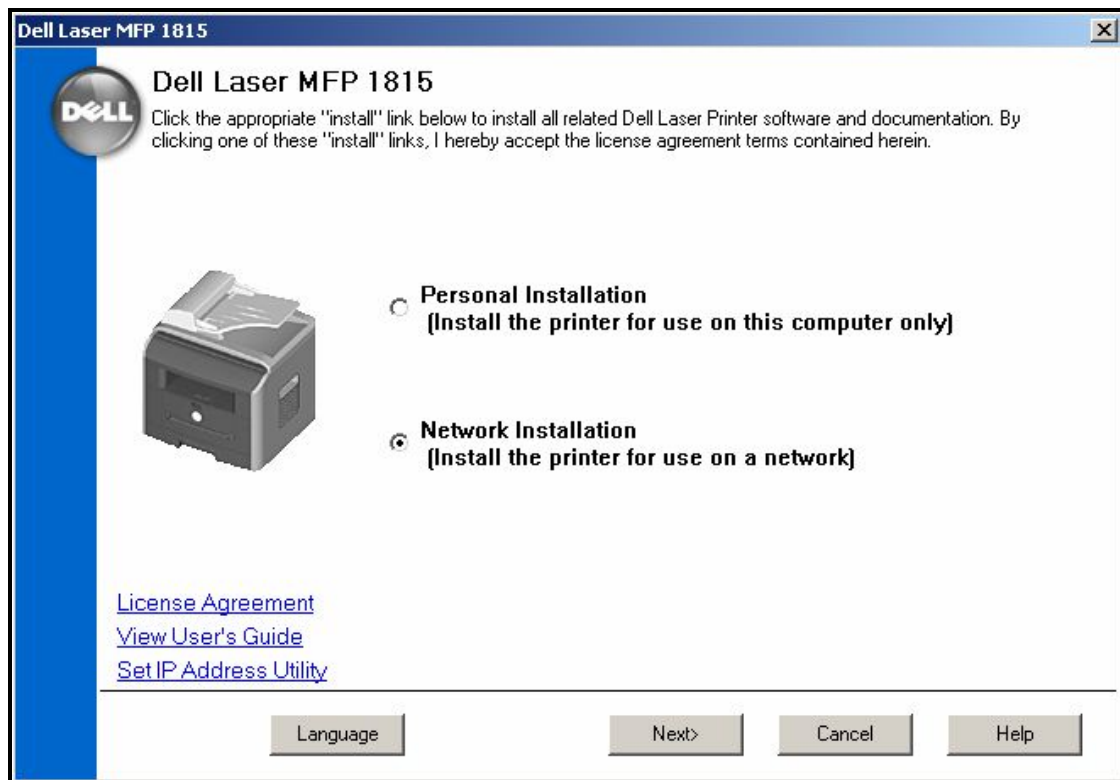 Dell Laser MFP 1815
DELL
Dell Laser MFP 1815
Click the appropriate "install" link below to install all related Dell Laser Printer software and documentation. By
clicking one of these "install" links, I hereby accept the license agreement terms contained herein.
Personal Installation
(Install the printer for use on this computer only)
Network Installation
(Install the printer for use on a network)
License Agreement
View User's Guide
Set IP Address Utility
Language
Next>
Cancel
Help